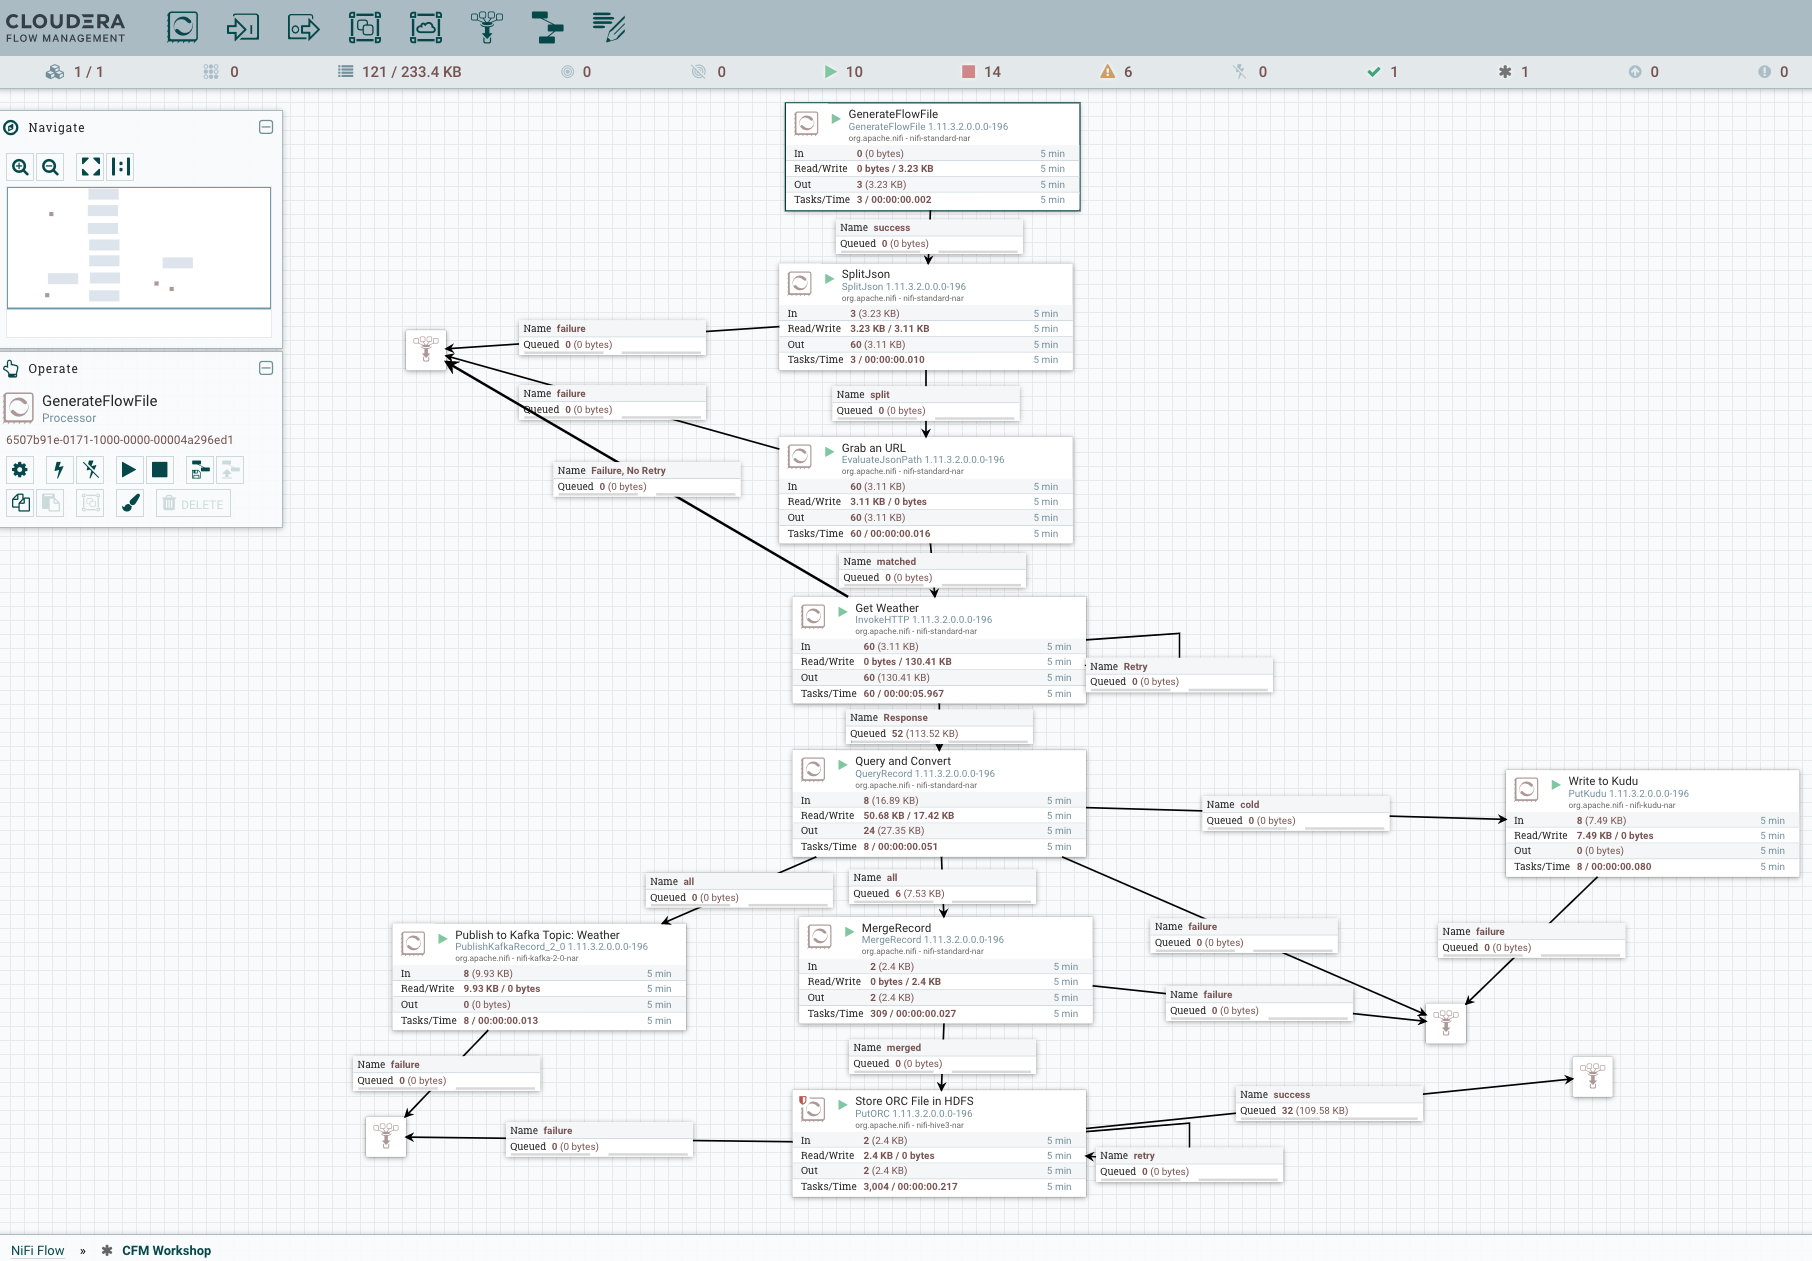 CLOUDERA
FLOW MANAGEMENT
1 / 1
0
121 / 233.4 KB
0
0
10
14
6
0
1
1
0
0
Navigate
Operate
GenerateFlowFile
Processor
6507b91e-0171-1000-0000-00004a296ed1
DELETE
GenerateFlowFile
GenerateFlowFile 1.11.3.2.0.0.0-196
org.apache.nifi - nifi-standard-nar
In 0 (0 bytes) 5 min
Read/Write 0 bytes / 3.23 KB 5 min
Out 3 (3.23 KB) 5 min
Tasks/Time 3 / 00:00:00.002 5 min
Name success
Queued 0 (0 bytes)
SplitJson
SplitJson 1.11.3.2.0.0.0-196
org.apache.nifi - nifi-standard-nar
In 3 (3.23 KB) 5 min
Read/Write 3.23 KB / 3.11 KB 5 min
Out 60 (3.11 KB) 5 min
Tasks/Time 3 / 00:00:00.010 5 min
Name failure
Queued 0 (0 bytes)
Name failure
Queued 0 (0 bytes)
Name split
Queued 0 (0 bytes)
Grab an URL
EvaluateJsonPath 1.11.3.2.0.0.0-196
org.apache.nifi - nifi-standard-nar
In 60 (3.11 KB) 5 min
Read/Write 3.11 KB / 0 bytes 5 min
Out 60 (3.11 KB) 5 min
Tasks/Time 60 / 00:00:00.016 5 min
Name Failure, No Retry
Queued 0 (0 bytes)
Name matched
Queued 0 (0 bytes)
Get Weather
InvokeHTTP 1.11.3.2.0.0.0-196
org.apache.nifi - nifi-standard-nar
In 60 (3.11 KB) 5 min
Read/Write 0 bytes / 130.41 KB 5 min
Out 60 (130.41 KB) 5 min
Tasks/Time 60 / 00:00:05.967 5 min
Name Retry
Queued 0 (0 bytes)
Name Response
Queued 52 (113.52 KB)
Query and Convert
QueryRecord 1.11.3.2.0.0.0-196
org.apache.nifi - nifi-standard-nar
In 8 (16.89 KB) 5 min
Read/Write 50.68 KB / 17.42 KB 5 min
Out 24 (27.35 KB) 5 min
Tasks/Time 8 / 00:00:00.051 5 min
Name cold
Queued 0 (0 bytes)
Write to Kudu
PutKudu 1.11.3.2.0.0.0-196
org.apache.nifi - nifi-kudu-nar
In 8 (7.49 KB) 5 min
Read/Write 7.49 KB / 0 bytes 5 min
Out 0 (0 bytes) 5 min
Tasks/Time 8 / 00:00:00.080 5 min
Name all
Queued 0 (0 bytes)
Name all
Queued 6 (7.53 KB)
Name failure
Queued 0 (0 bytes)
Name failure
Queued 0 (0 bytes)
Publish to Kafka Topic: Weather
PublishKafkaRecord_2_0 1.11.3.2.0.0.0-196
org.apache.nifi - nifi-kafka-2-0-nar
In 8 (9.93 KB) 5 min
Read/Write 9.93 KB / 0 bytes 5 min
Out 0 (0 bytes) 5 min
Tasks/Time 8 / 00:00:00.013 5 min
MergeRecord
MergeRecord 1.11.3.2.0.0.0-196
org.apache.nifi - nifi-standard-nar
In 2 (2.4 KB) 5 min
Read/Write 0 bytes / 2.4 KB 5 min
Out 2 (2.4 KB) 5 min
Tasks/Time 309 / 00:00:00.027 5 min
Name failure
Queued 0 (0 bytes)
Name failure
Queued 0 (0 bytes)
Name merged
Queued 0 (0 bytes)
Store ORC File in HDFS
PutORC 1.11.3.2.0.0.0-196
org.apache.nifi - nifi-hive3-nar
In 2 (2.4 KB) 5 min
Read/Write 2.4 KB / 0 bytes 5 min
Out 2 (2.4 KB) 5 min
Tasks/Time 3,004 / 00:00:00.217 5 min
Name success
Queued 32 (109.58 KB)
Name failure
Queued 0 (0 bytes)
Name retry
Queued 0 (0 bytes)
NiFi Flow » CFM Workshop